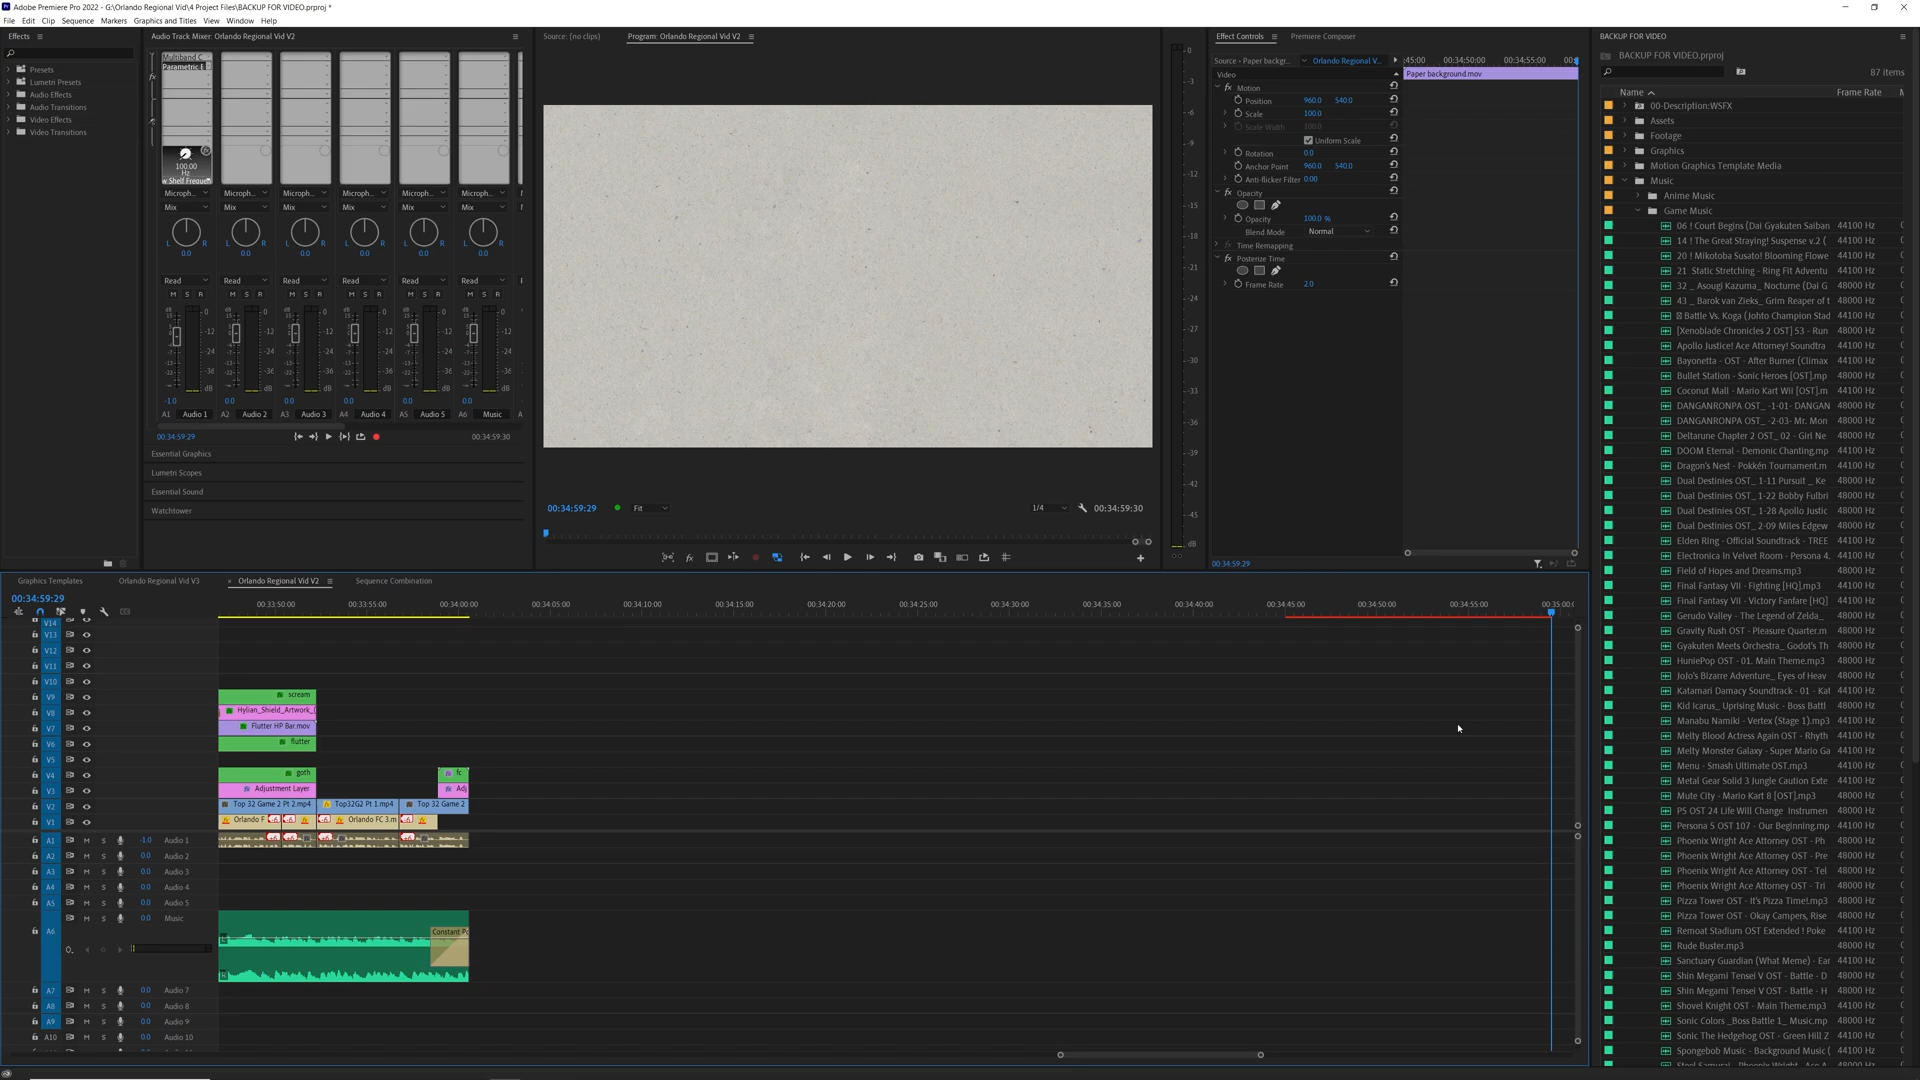 Adobe Premiere Pro 2022 - G:\Orlando Regional Vid\4 Project Files\BACKUP FOR VIDEO.prproj *
File Edit Clip Sequence Markers Graphics and Titles View Window Help
Effects
Presets
Lumetri Presets
Audio Effects
Audio Transitions
Video Effects
Video Transitions
Audio Track Mixer: Orlando Regional Vid V2
Multiband C
Parametric E
100.00
Hz
w Shelf Freque
Microph... Microph... Microph... Microph... Microph... Microph...
Mix Mix Mix Mix Mix Mix
L R L R L R L R L R L R
0.0 0.0 0.0 0.0 0.0 0.0
Read Read Read Read Read Read
M S R M S R M S R M S R M S R M S R
-1.0 0.0 0.0 0.0 0.0 0.0
A1 Audio 1 A2 Audio 2 A3 Audio 3 A4 Audio 4 A5 Audio 5 A6 Music
00:34:59:29 00:34:59:30
Essential Graphics
Lumetri Scopes
Essential Sound
Watchtower
Source: (no clips) Program: Orlando Regional Vid V2
00:34:59:29 Fit 1/4 00:34:59:30
0
-3
-6
-9
-12
-15
-18
-21
-24
-27
-30
-33
-36
-39
-42
-45
dB
Effect Controls Premiere Composer
Source • Paper backgr... Orlando Regional V...
:45:00 00:34:50:00 00:34:55:00
Video
Paper background.mov
fx Motion
Position 960.0 540.0
Scale 100.0
Scale Width 100.0
Uniform Scale
Rotation 0.0
Anchor Point 960.0 540.0
Anti-flicker Filter 0.00
fx Opacity
Opacity 100.0 %
Blend Mode Normal
Time Remapping
fx Posterize Time
Frame Rate 2.0
00:34:59:29
BACKUP FOR VIDEO
BACKUP FOR VIDEO.prproj
87 items
Name Frame Rate
00-Description:WSFX
Assets
Footage
Graphics
Motion Graphics Template Media
Music
Anime Music
Game Music
06 ! Court Begins (Dai Gyakuten Saiban 44100 Hz
14 ! The Great Straying! Suspense v.2 ( 44100 Hz
20 ! Mikotoba Susato! Blooming Flowe 44100 Hz
21 Static Stretching - Ring Fit Adventu 44100 Hz
32 _ Asougi Kazuma_ Nocturne (Dai G 48000 Hz
43 _ Barok van Zieks_ Grim Reaper of t 48000 Hz
Battle Vs. Koga (Johto Champion Stad 44100 Hz
[Xenoblade Chronicles 2 OST] 53 - Run 48000 Hz
Apollo Justice! Ace Attorney! Soundtra 44100 Hz
Bayonetta - OST - After Burner (Climax 44100 Hz
Bullet Station - Sonic Heroes [OST].mp 48000 Hz
Coconut Mall - Mario Kart Wii [OST].m 44100 Hz
DANGANRONPA OST_ -1-01- DANGAN 48000 Hz
DANGANRONPA OST_ -2-03- Mr. Mon 48000 Hz
Deltarune Chapter 2 OST_ 02 - Girl Ne 48000 Hz
DOOM Eternal - Demonic Chanting.mp 44100 Hz
Dragon's Nest - Pokkén Tournament.m 44100 Hz
Dual Destinies OST_ 1-11 Pursuit _ Ke 48000 Hz
Dual Destinies OST_ 1-22 Bobby Fulbri 48000 Hz
Dual Destinies OST_ 1-28 Apollo Justic 48000 Hz
Dual Destinies OST_ 2-09 Miles Edgew 48000 Hz
Elden Ring - Official Soundtrack - TREE 48000 Hz
Electronica In Velvet Room - Persona 4. 44100 Hz
Field of Hopes and Dreams.mp3 48000 Hz
Final Fantasy VII - Fighting [HQ].mp3 44100 Hz
Final Fantasy VII - Victory Fanfare [HQ] 44100 Hz
Gerudo Valley - The Legend of Zelda_ 48000 Hz
Gravity Rush OST - Pleasure Quarter.m 48000 Hz
Gyakuten Meets Orchestra_ Godot's Th 48000 Hz
HuniePop OST - 01. Main Theme.mp3 48000 Hz
JoJo's Bizarre Adventure_ Eyes of Heav 48000 Hz
Katamari Damacy Soundtrack - 01 - Kat 44100 Hz
Kid Icarus_ Uprising Music - Boss Battl 44100 Hz
Manabu Namiki - Vertex (Stage 1).mp3 44100 Hz
Melty Blood Actress Again OST - Rhyth 44100 Hz
Melty Monster Galaxy - Super Mario Ga 44100 Hz
Menu - Smash Ultimate OST.mp3 44100 Hz
Metal Gear Solid 3 Jungle Caution Exte 44100 Hz
Mute City - Mario Kart 8 [OST].mp3 44100 Hz
P5 OST 24 Life Will Change Instrumen 44100 Hz
Persona 5 OST 107 - Our Beginning.mp 44100 Hz
Phoenix Wright Ace Attorney OST - Ph 44100 Hz
Phoenix Wright Ace Attorney OST - Pre 44100 Hz
Phoenix Wright Ace Attorney OST - Tel 44100 Hz
Phoenix Wright Ace Attorney OST - Tri 44100 Hz
Pizza Tower OST - It's Pizza Time!.mp3 48000 Hz
Pizza Tower OST - Okay Campers, Rise 48000 Hz
Remoat Stadium OST Extended ! Poke 44100 Hz
Rude Buster.mp3 48000 Hz
Sanctuary Guardian (What Meme) - Ear 44100 Hz
Shin Megami Tensei V OST - Battle - D 48000 Hz
Shin Megami Tensei V OST - Battle - H 48000 Hz
Shovel Knight OST - Main Theme.mp3 44100 Hz
Sonic Colors _Boss Battle 1_ Music.mp 48000 Hz
Sonic The Hedgehog OST - Green Hill Z 44100 Hz
Spongebob Music - Background Music ( 44100 Hz
Graphics Templates Orlando Regional Vid V3 × Orlando Regional Vid V2 Sequence Combination
00:34:59:29
00:33:50:00 00:33:55:00 00:34:00:00 00:34:05:00 00:34:10:00 00:34:15:00 00:34:20:00 00:34:25:00 00:34:30:00 00:34:35:00 00:34:40:00 00:34:45:00 00:34:50:00 00:34:55:00 00:35:00:
V14
V13
V12
V11
V10
V9 scream
V8 Hylian_Shield_Artwork_(
V7 Flutter HP Bar.mov
V6 flutter
V5
V4 goth fc
V3 Adjustment Layer Adj
V2 Top 32 Game 2 Pt 2.mp4 Top32G2 Pt 1.mp4 Top 32 Game 2
V1 Orlando F Orlando FC 3.m
A1 M S -1.0 Audio 1
A2 M S 0.0 Audio 2
A3 M S 0.0 Audio 3
A4 M S 0.0 Audio 4
A5 M S 0.0 Audio 5
M S 0.0 Music
A6 Constant Po
A7 M S 0.0 Audio 7
A8 M S 0.0 Audio 8
A9 M S 0.0 Audio 9
A10 M S 0.0 Audio 10